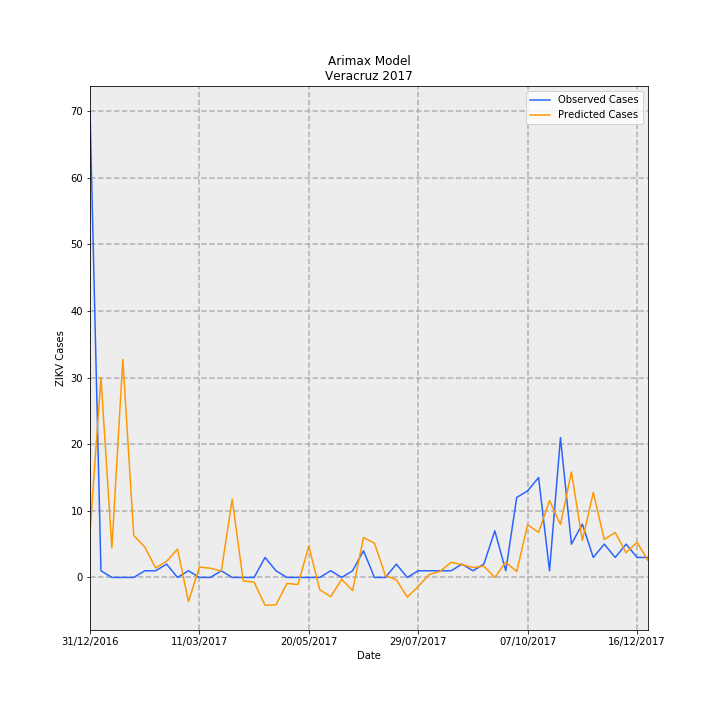 Arimax Model
Veracruz 2017
Observed Cases
Predicted Cases
70
60
50
40
30
20
10
0
ZIKV Cases
31/12/2016 11/03/2017 20/05/2017 29/07/2017 07/10/2017 16/12/2017
Date